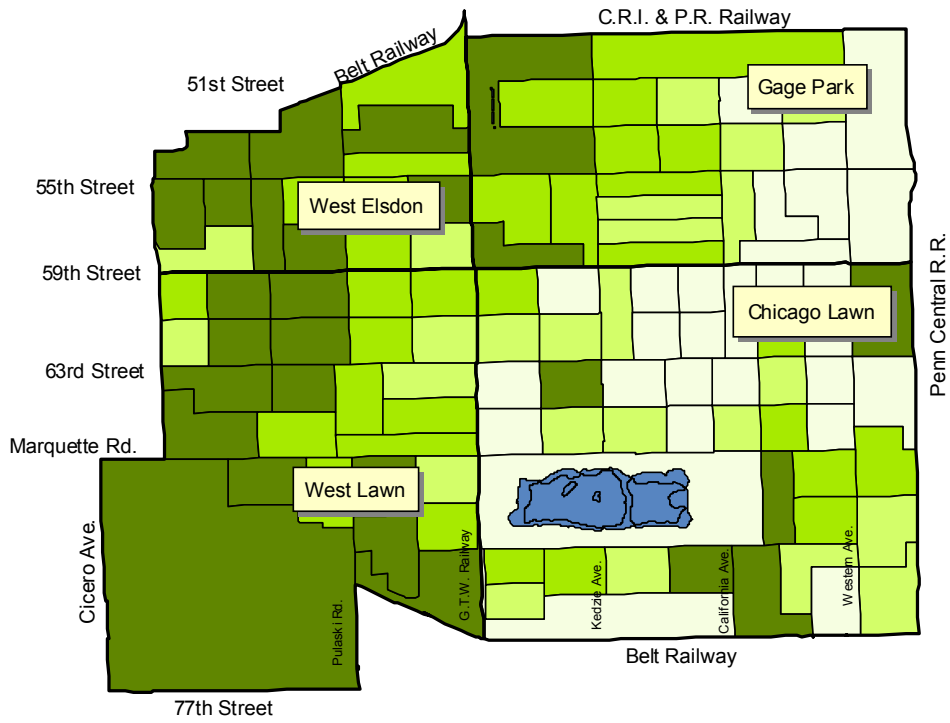 C.R.I. & P.R. Railway
Belt Railway
51st Street
Gage Park
55th Street
West Elsdon
59th Street
Chicago Lawn
Penn Central R.R.
63rd Street
Marquette Rd.
West Lawn
Cicero Ave.
Pulaski Rd.
G.T.W. Railway
Kedzie Ave.
California Ave.
Western Ave.
Belt Railway
77th Street